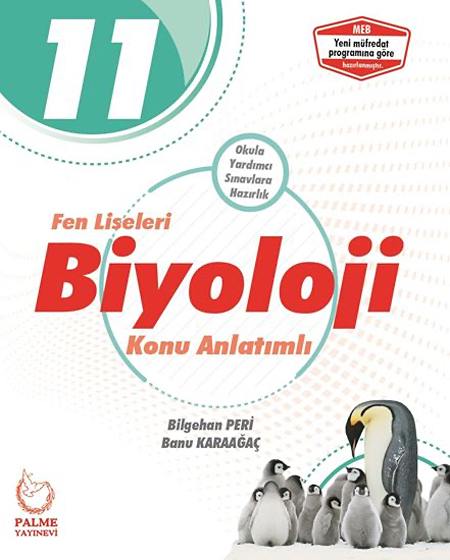 11
MEB
Yeni müfredat
programına göre
hazırlanmıştır.
Okula
Yardımcı
Sınavlara
Hazırlık
Fen Liseleri
Biyoloji
Konu Anlatımlı
Bilgehan PERİ
Banu KARAAĞAÇ
PALME
YAYINEVİ